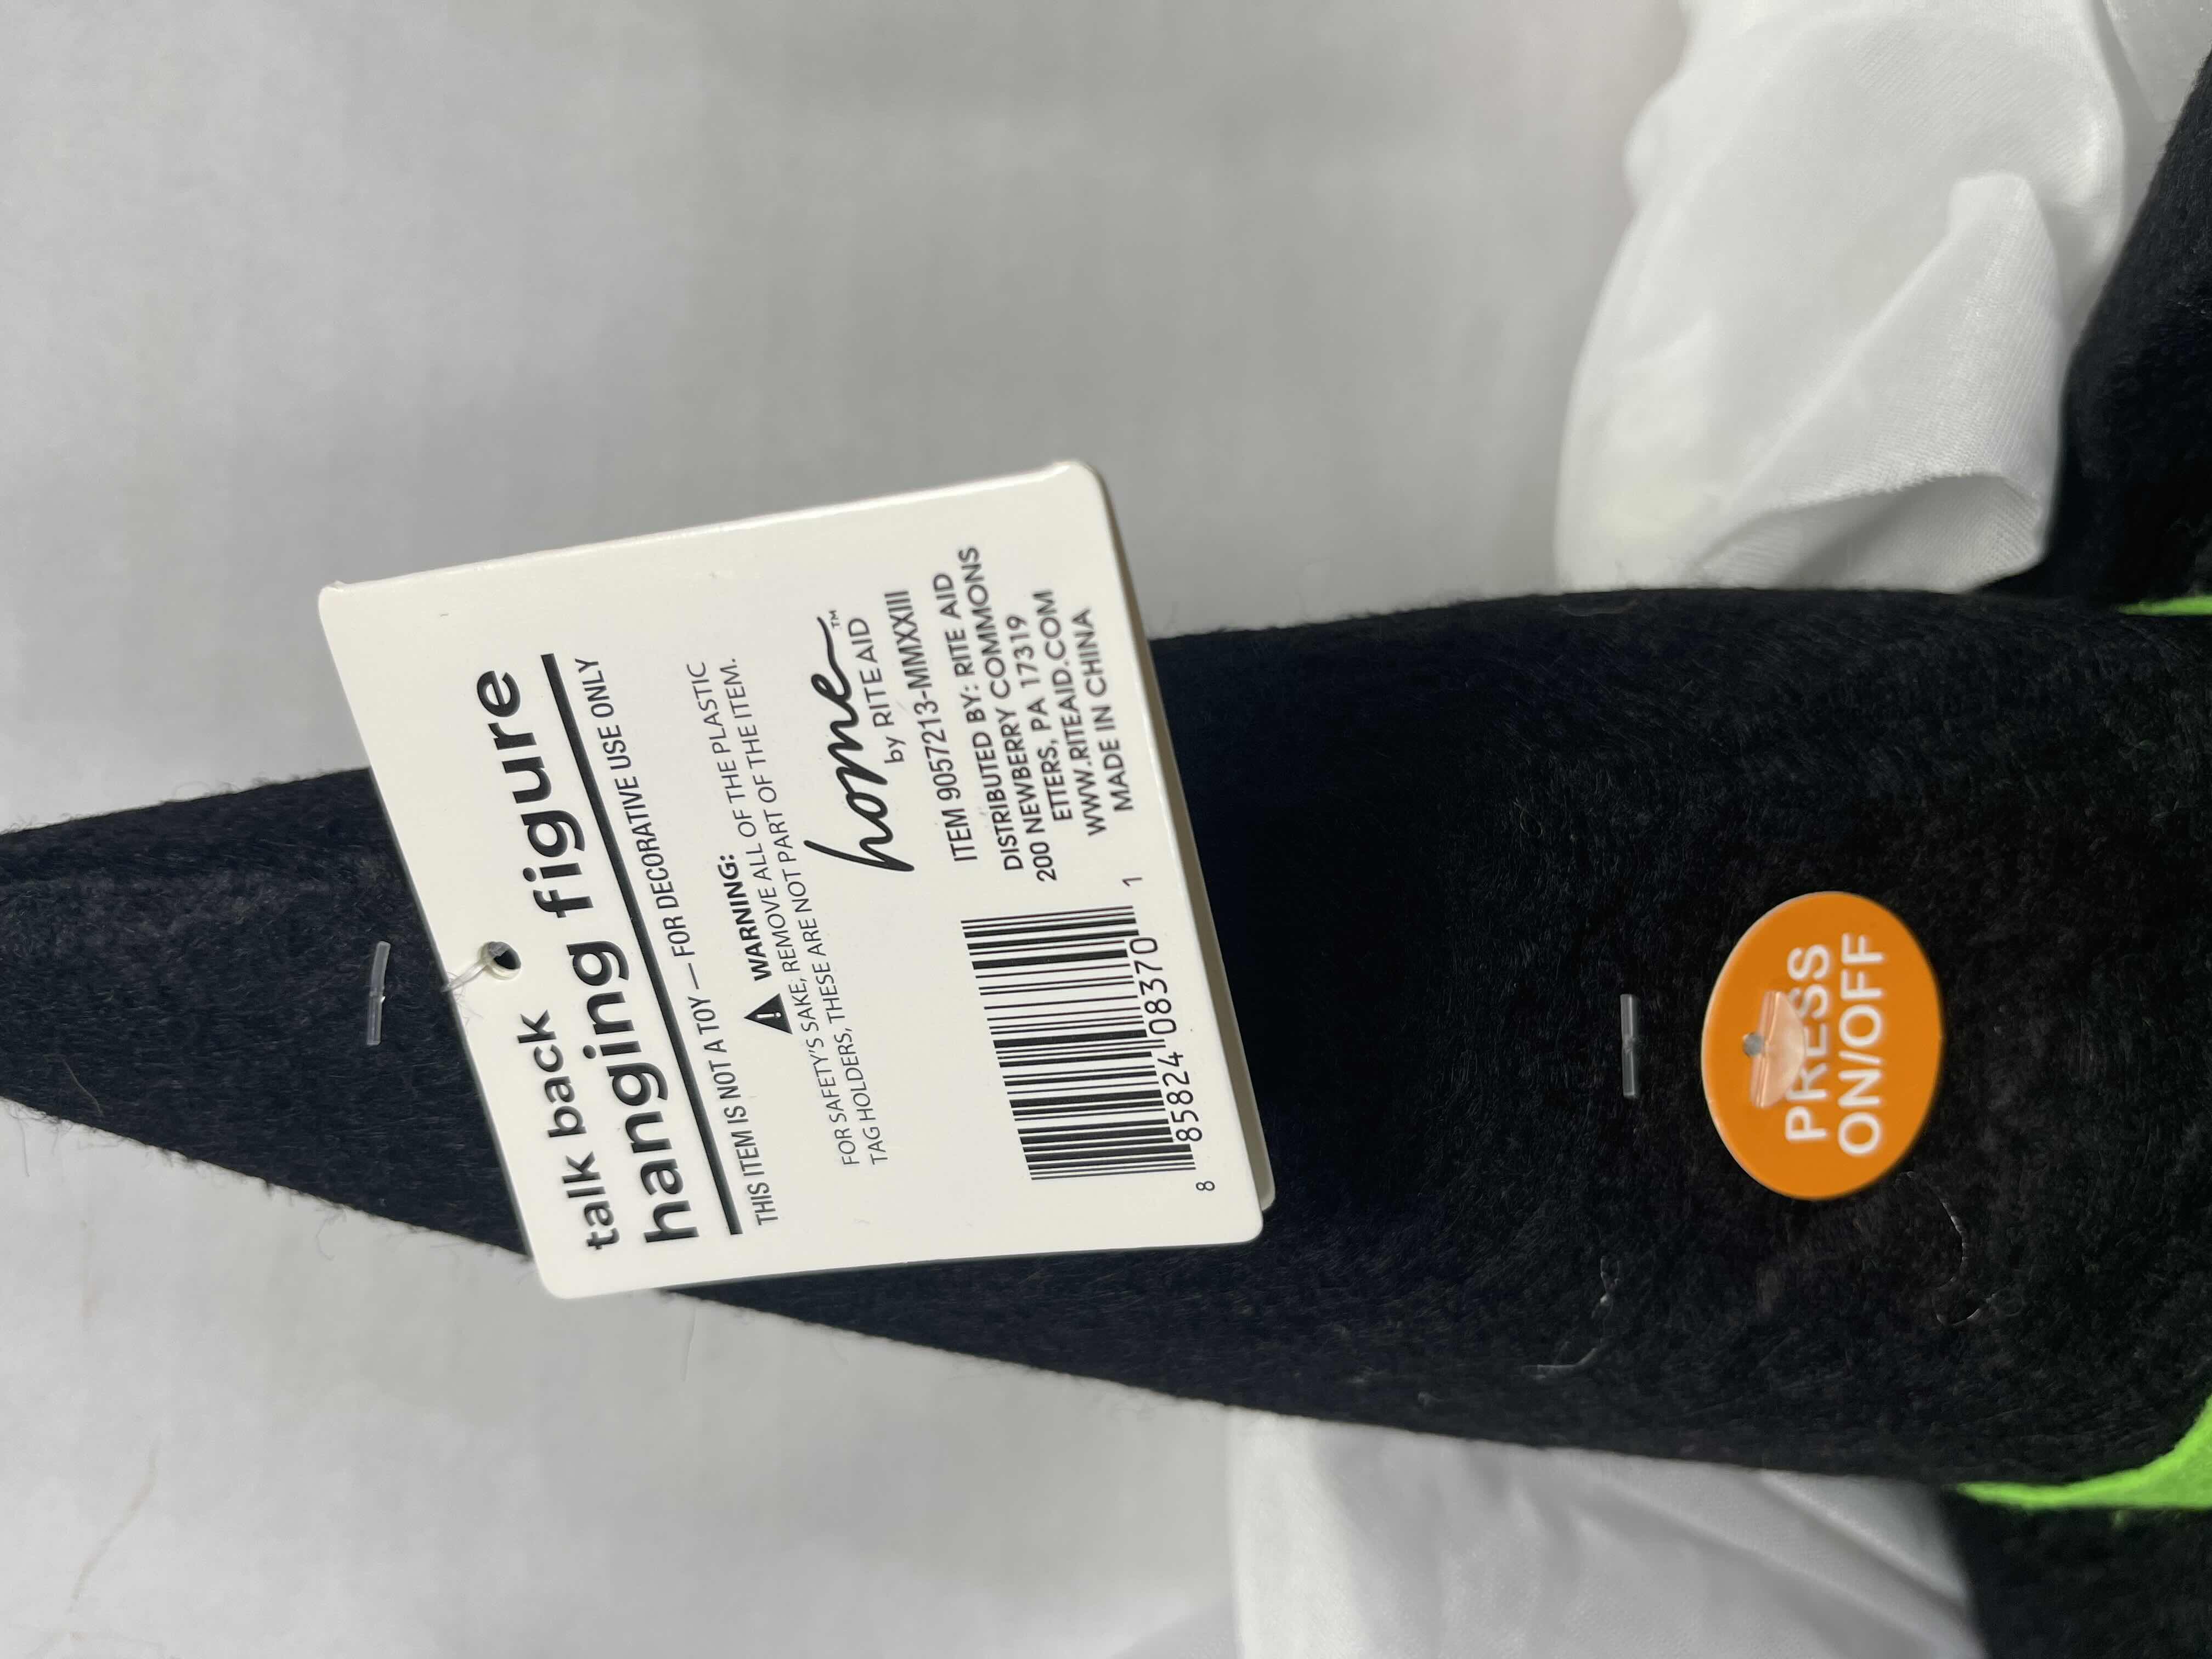 talk back
hanging figure
THIS ITEM IS NOT A TOY — FOR DECORATIVE USE ONLY
WARNING:
FOR SAFETY'S SAKE, REMOVE ALL OF THE PLASTIC
TAG HOLDERS, THESE ARE NOT PART OF THE ITEM.
home™
by RITE AID
ITEM 9057213-MMXXIII
DISTRIBUTED BY: RITE AID
200 NEWBERRY COMMONS
ETTERS, PA 17319
WWW.RITEAID.COM
MADE IN CHINA
8 85824 08370 1
PRESS
ON/OFF